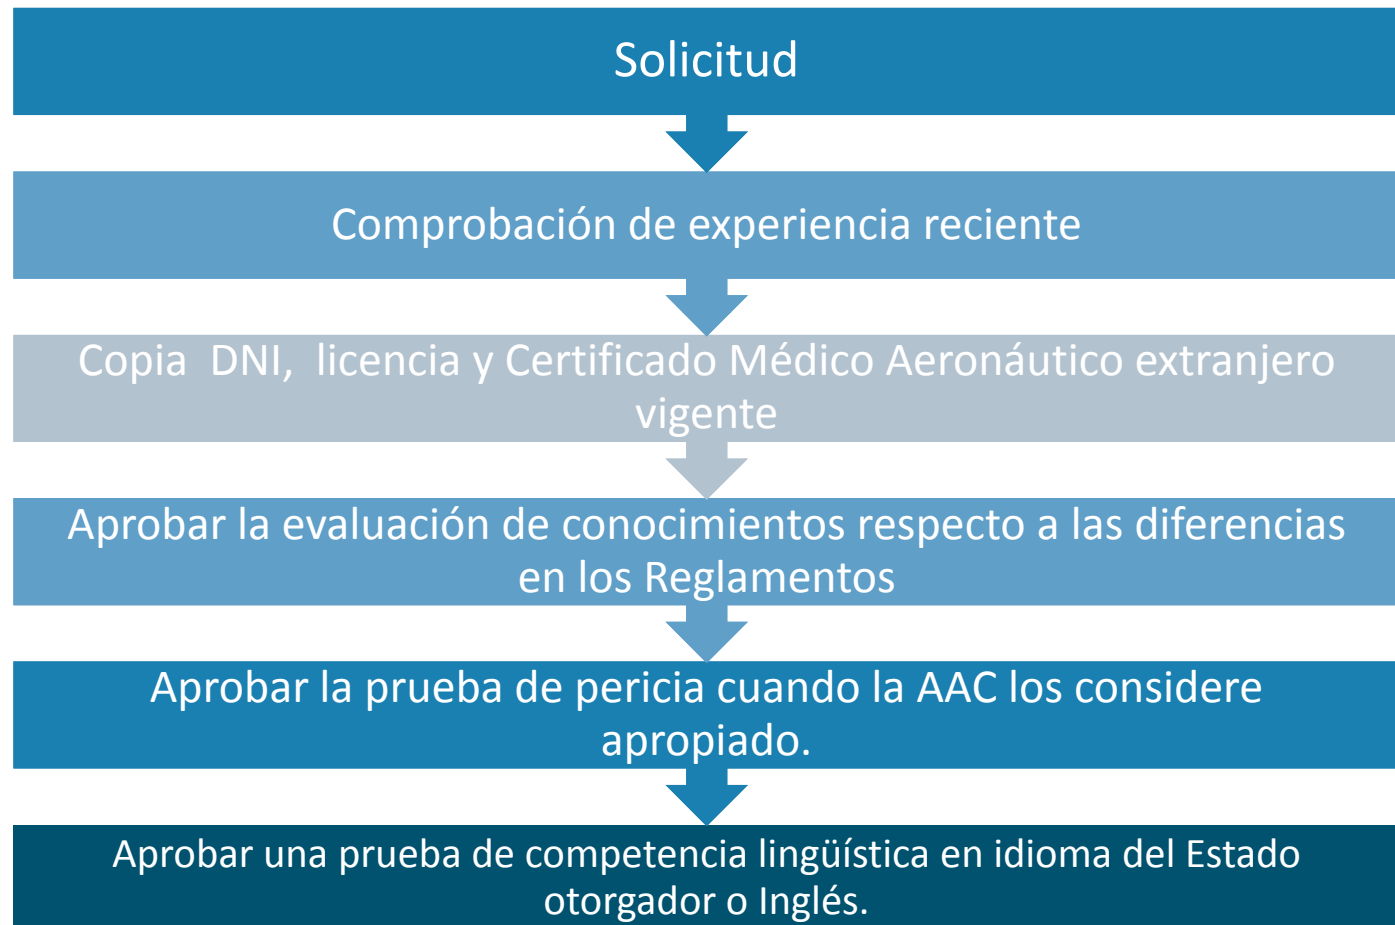 Solicitud
Comprobación de experiencia reciente
Copia  DNI,  licencia y Certificado Médico Aeronáutico extranjero
vigente
Aprobar la evaluación de conocimientos respecto a las diferencias
en los Reglamentos
Aprobar la prueba de pericia cuando la AAC los considere
apropiado.
Aprobar una prueba de competencia lingüística en idioma del Estado
otorgador o Inglés.